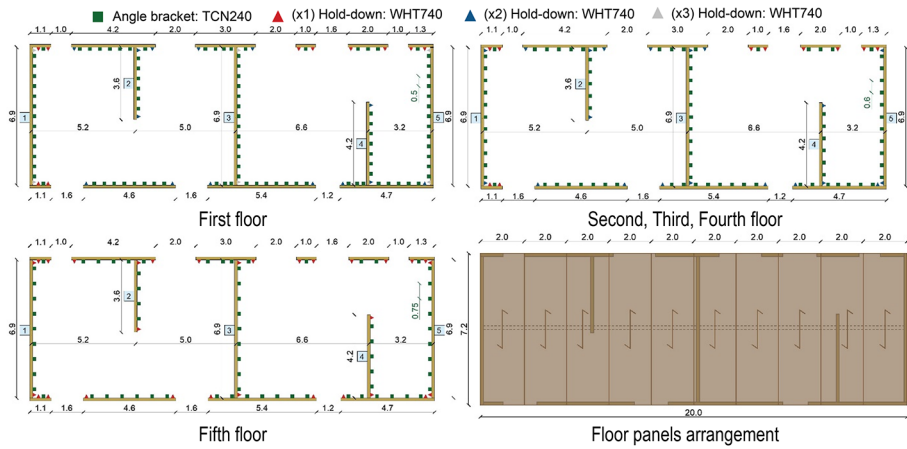 Angle bracket: TCN240 (x1) Hold-down: WHT740 (x2) Hold-down: WHT740 (x3) Hold-down: WHT740
1.1 1.0 4.2 2.0 3.0 2.0 1.0 1.6 2.0 1.0 1.3
6.9 1 3.6 2 5.2 5.0 6.9 3 6.6 4.2 4 3.2 0.5 5 6.9
1.1 1.6 4.6 1.6 5.4 1.2 4.7
First floor
1.1 1.0 4.2 2.0 3.0 2.0 1.0 1.6 2.0 1.0 1.3
6.9 1 3.6 2 5.2 5.0 6.9 3 6.6 4.2 4 3.2 0.6 5 6.9
1.1 1.6 4.6 1.6 5.4 1.2 4.7
Second, Third, Fourth floor
1.1 1.0 4.2 2.0 3.0 2.0 1.0 1.6 2.0 1.0 1.3
6.9 1 3.6 2 5.2 5.0 6.9 3 6.6 4.2 4 3.2 0.75 5 6.9
1.1 1.6 4.6 1.6 5.4 1.2 4.7
Fifth floor
2.0 2.0 2.0 2.0 2.0 2.0 2.0 2.0 2.0 2.0
7.2
20.0
Floor panels arrangement